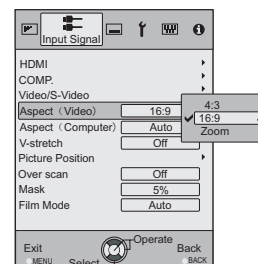 Input Signal
HDMI
COMP.
Video/S-Video
Aspect (Video) 16:9
4:3
16:9
Zoom
Aspect (Computer) Auto
V-stretch Off
Picture Position
Over scan Off
Mask 5%
Film Mode Auto
Operate
Exit Back
MENU Select BACK